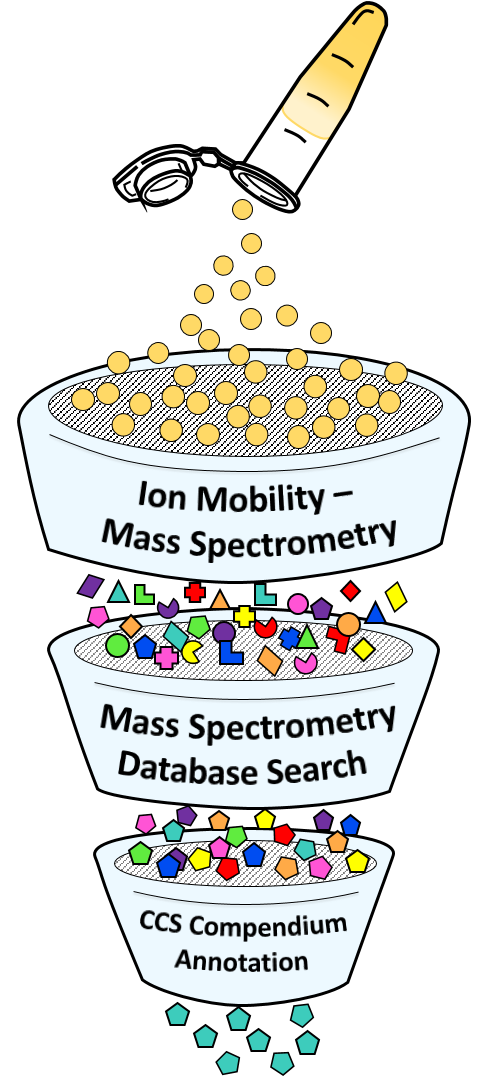 Ion Mobility –
Mass Spectrometry
Mass Spectrometry
Database Search
CCS Compendium
Annotation